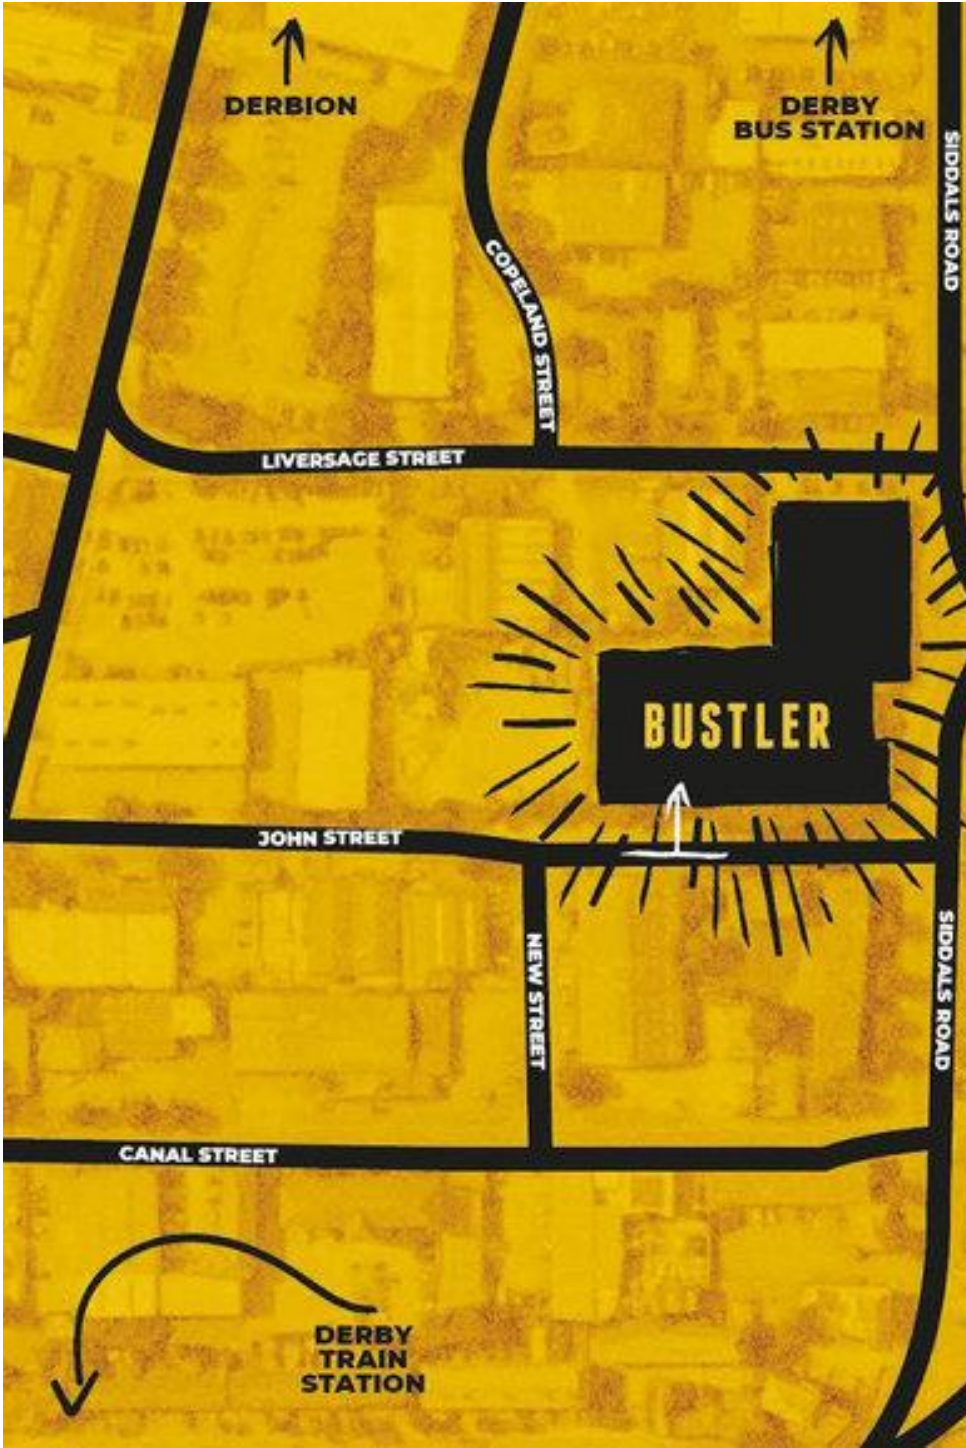 DERBION
DERBY
BUS STATION
SIDDALS ROAD
COPELAND STREET
LIVERSAGE STREET
BUSTLER
JOHN STREET
NEW STREET
SIDDALS ROAD
CANAL STREET
DERBY
TRAIN
STATION